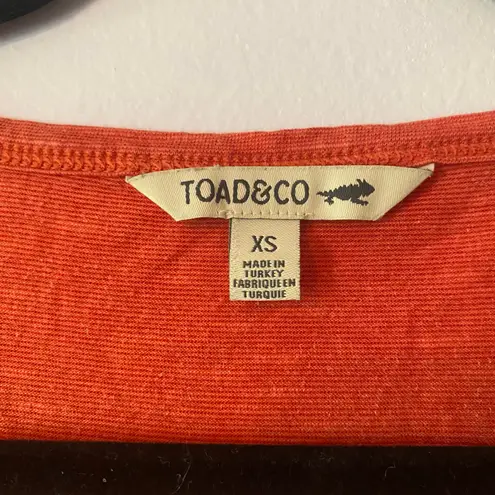 TOAD&CO
XS
MADE IN
TURKEY
FABRIQUE EN
TURQUIE